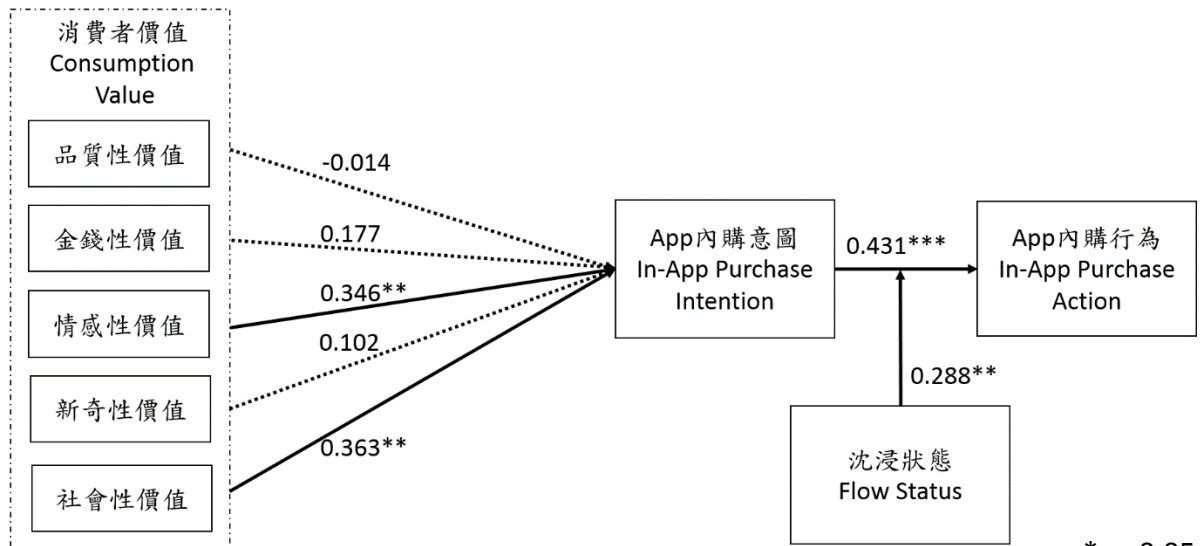 消費者價值
Consumption
Value
品質性價值
金錢性價值
情感性價值
新奇性價值
社會性價值
-0.014
0.177
0.346**
0.102
0.363**
App內購意圖
In-App Purchase
Intention
0.431***
App內購行為
In-App Purchase
Action
0.288**
沈浸狀態
Flow Status